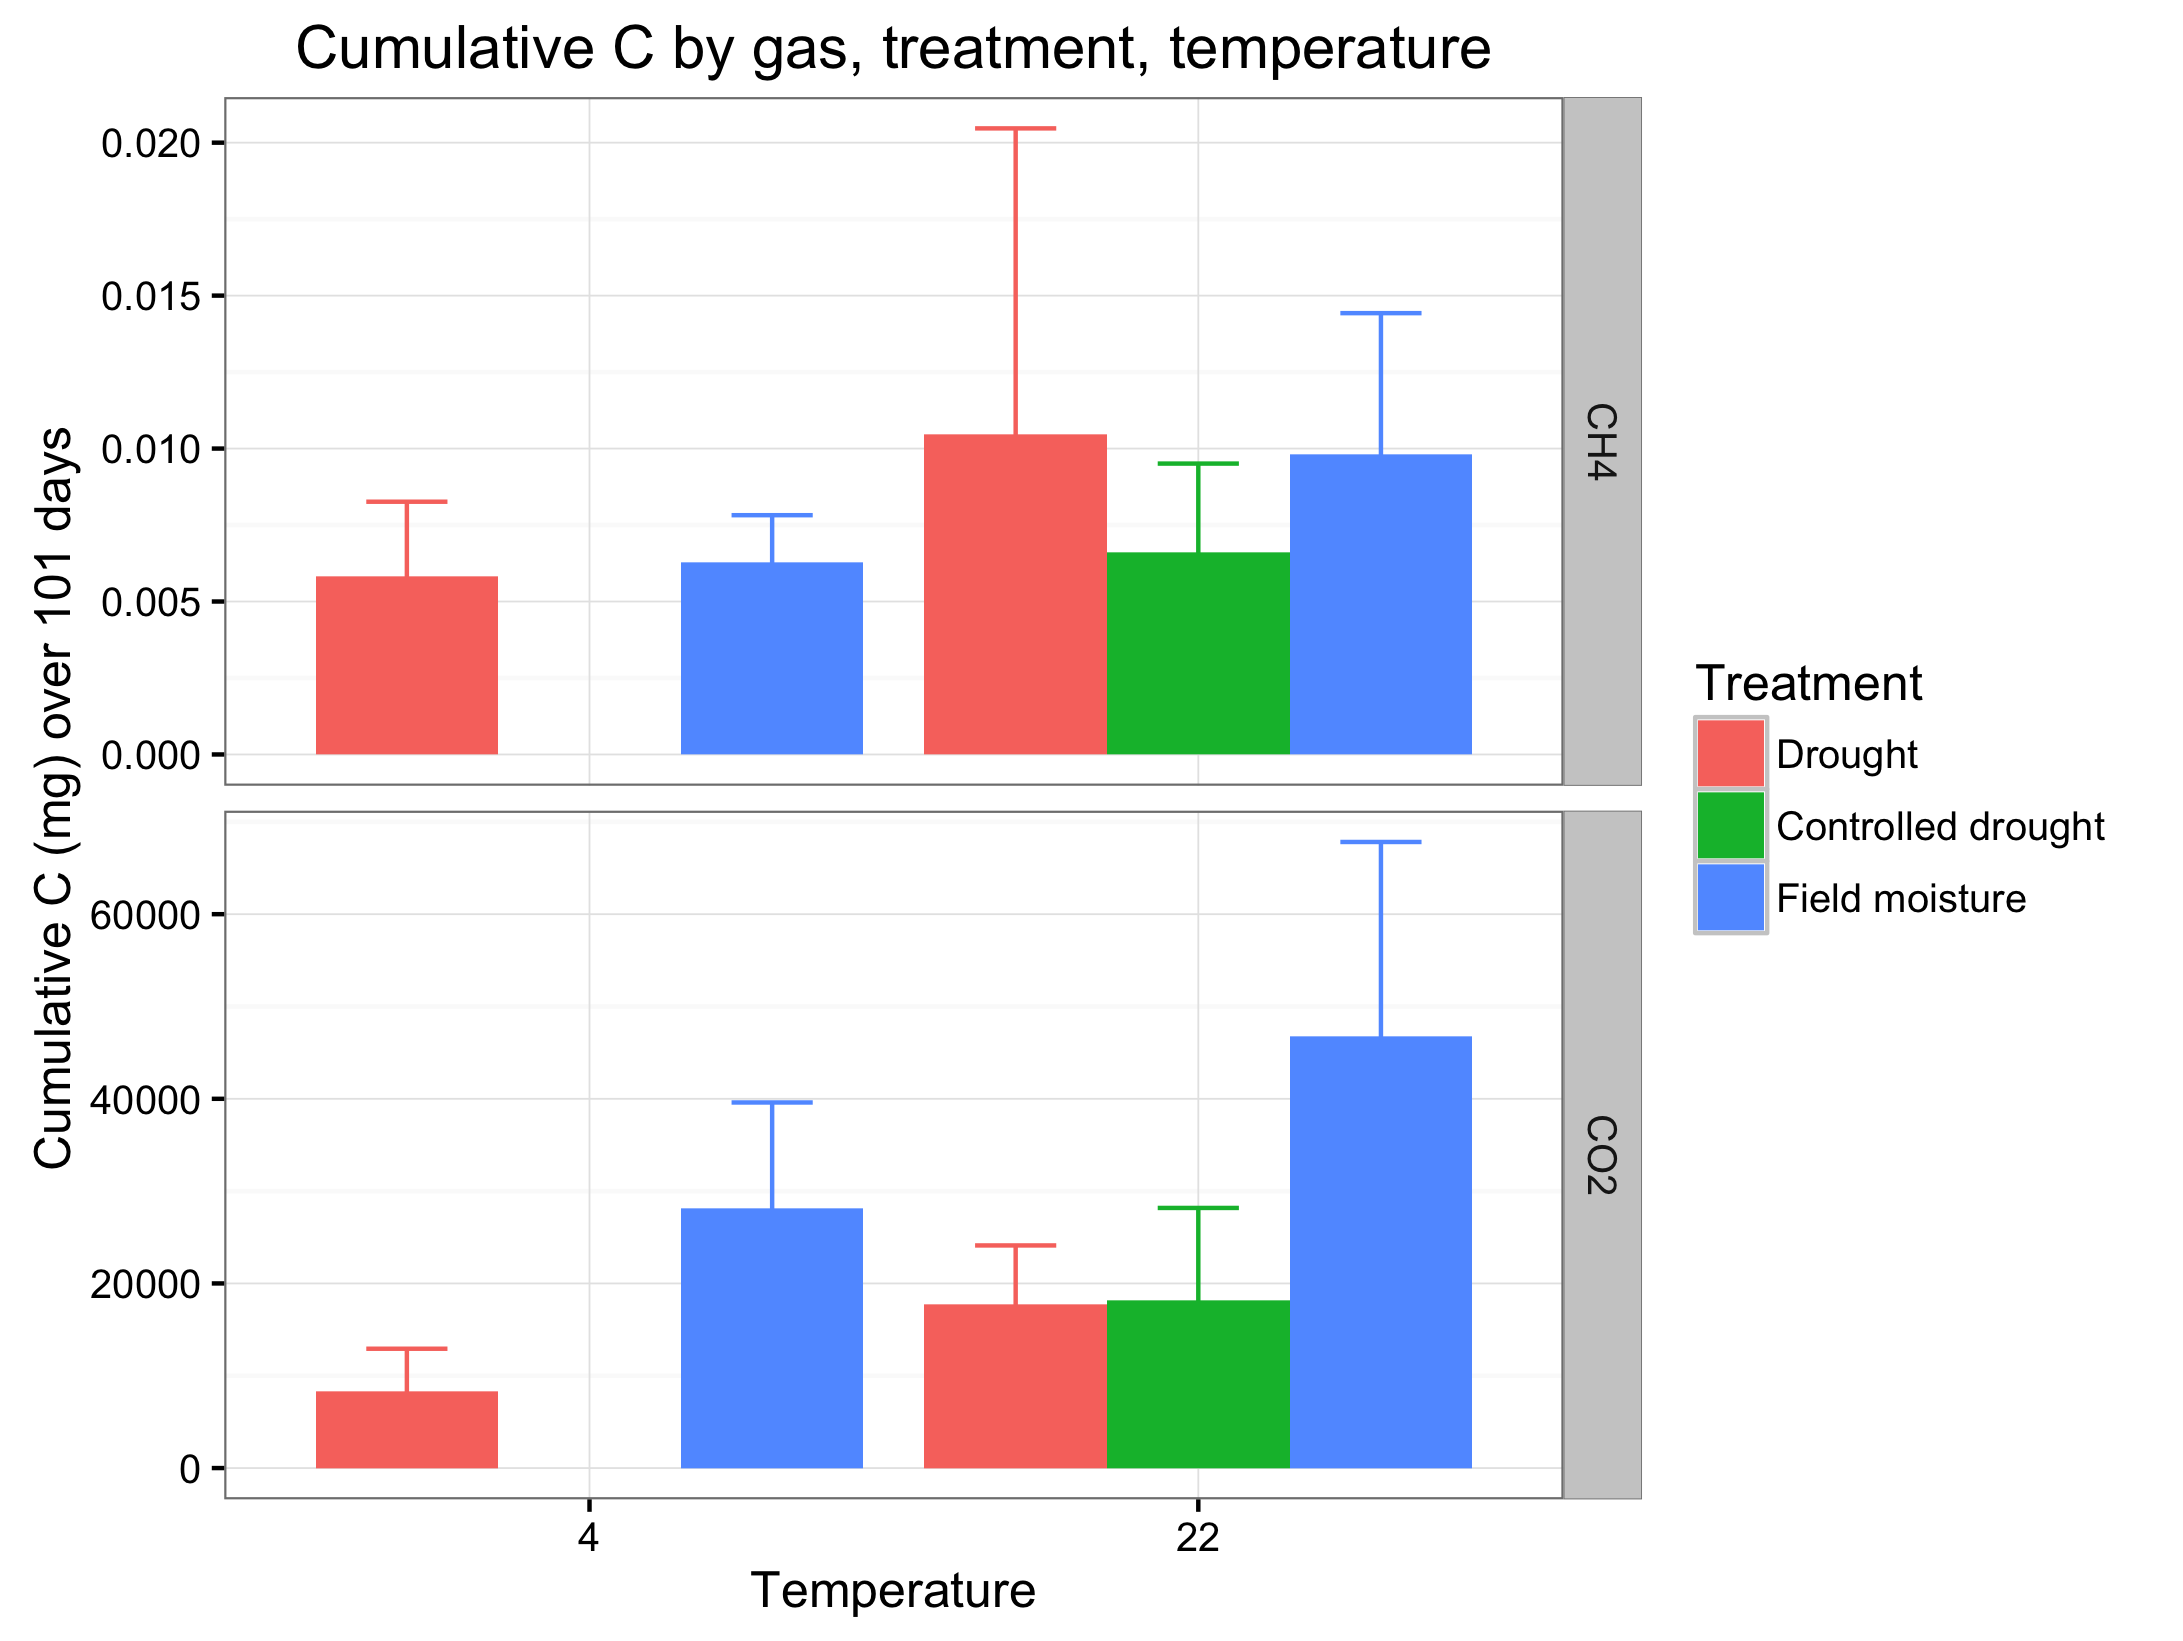 Cumulative C by gas, treatment, temperature
Cumulative C (mg) over 101 days
0.020
0.015
0.010
0.005
0.000
CH4
60000
40000
20000
0
CO2
4
22
Temperature
Treatment
Drought
Controlled drought
Field moisture